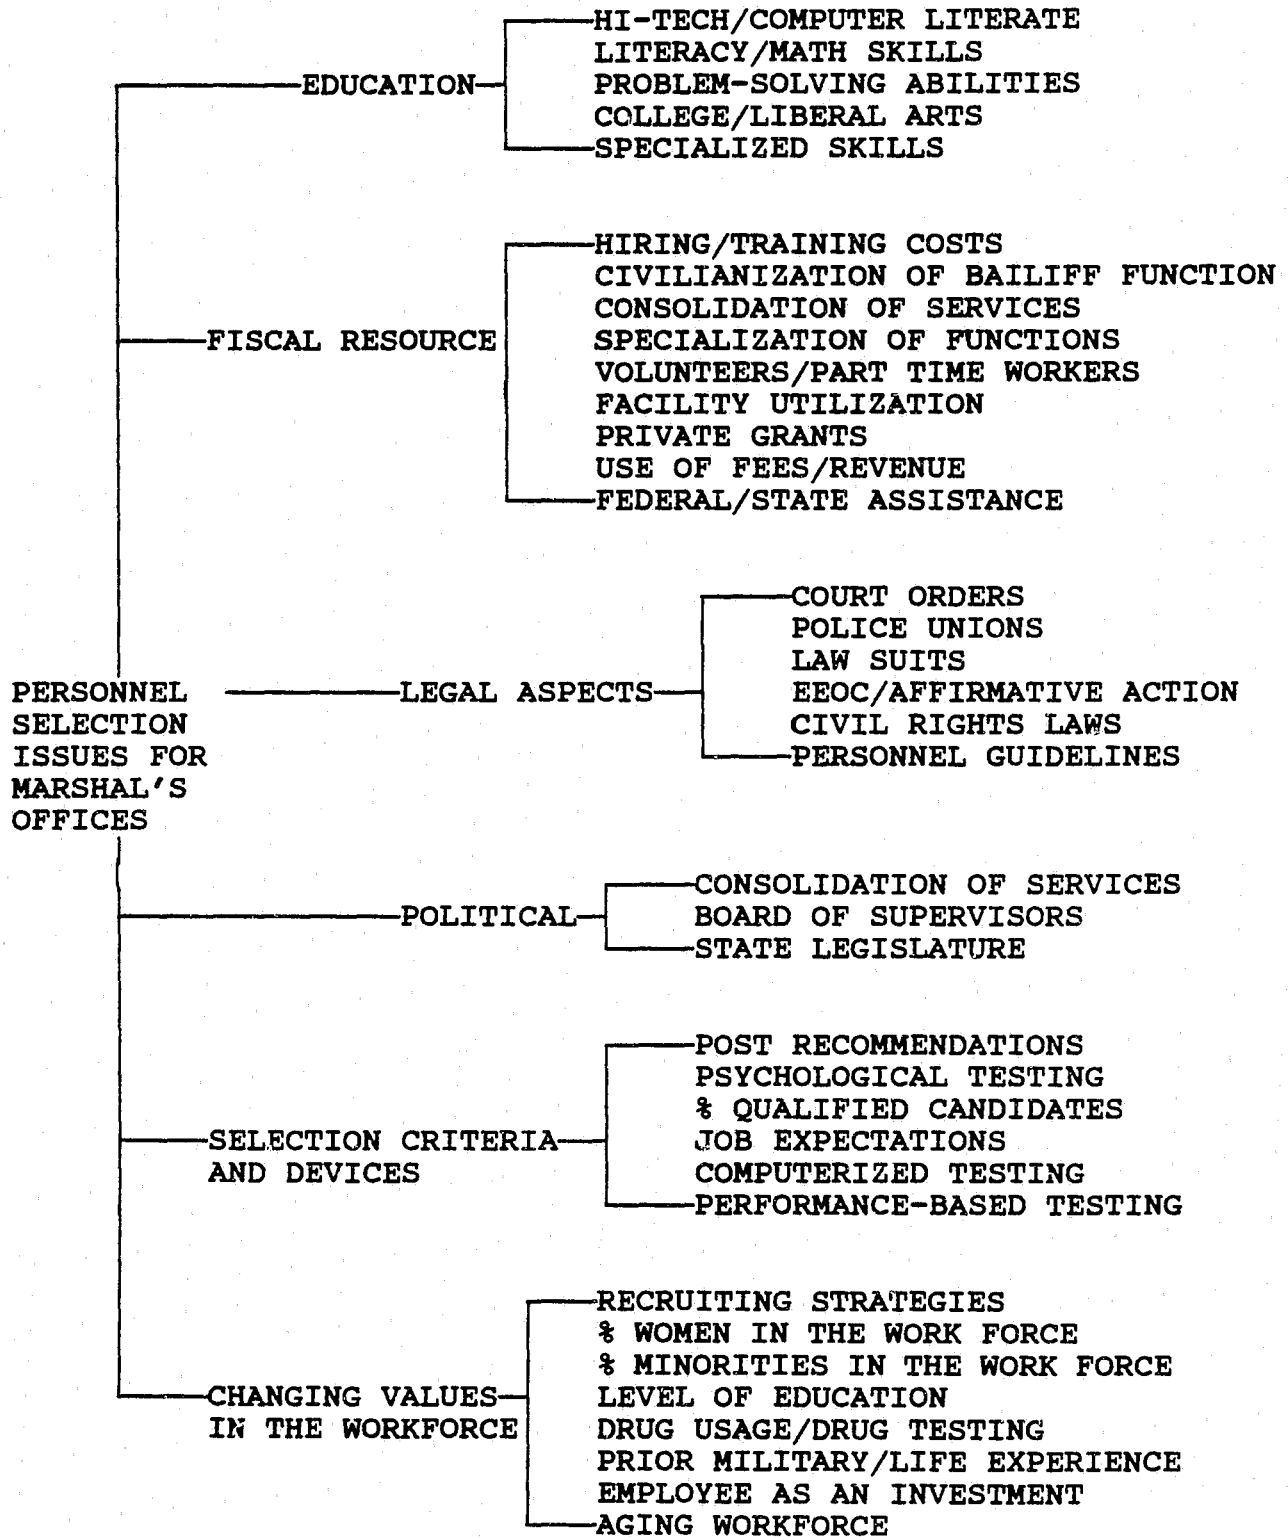 HI-TECH/COMPUTER LITERATE
LITERACY/MATH SKILLS
EDUCATION
PROBLEM-SOLVING ABILITIES
COLLEGE/LIBERAL ARTS
SPECIALIZED SKILLS
HIRING/TRAINING COSTS
CIVILIANIZATION OF BAILIFF FUNCTION
CONSOLIDATION OF SERVICES
FISCAL RESOURCE
SPECIALIZATION OF FUNCTIONS
VOLUNTEERS/PART TIME WORKERS
FACILITY UTILIZATION
PRIVATE GRANTS
USE OF FEES/REVENUE
FEDERAL/STATE ASSISTANCE
COURT ORDERS
POLICE UNIONS
LAW SUITS
PERSONNEL
SELECTION
ISSUES FOR
MARSHAL'S
OFFICES
LEGAL ASPECTS
EEOC/AFFIRMATIVE ACTION
CIVIL RIGHTS LAWS
PERSONNEL GUIDELINES
CONSOLIDATION OF SERVICES
POLITICAL
BOARD OF SUPERVISORS
STATE LEGISLATURE
POST RECOMMENDATIONS
PSYCHOLOGICAL TESTING
% QUALIFIED CANDIDATES
SELECTION CRITERIA
AND DEVICES
JOB EXPECTATIONS
COMPUTERIZED TESTING
PERFORMANCE-BASED TESTING
RECRUITING STRATEGIES
% WOMEN IN THE WORK FORCE
% MINORITIES IN THE WORK FORCE
CHANGING VALUES
IN THE WORKFORCE
LEVEL OF EDUCATION
DRUG USAGE/DRUG TESTING
PRIOR MILITARY/LIFE EXPERIENCE
EMPLOYEE AS AN INVESTMENT
AGING WORKFORCE